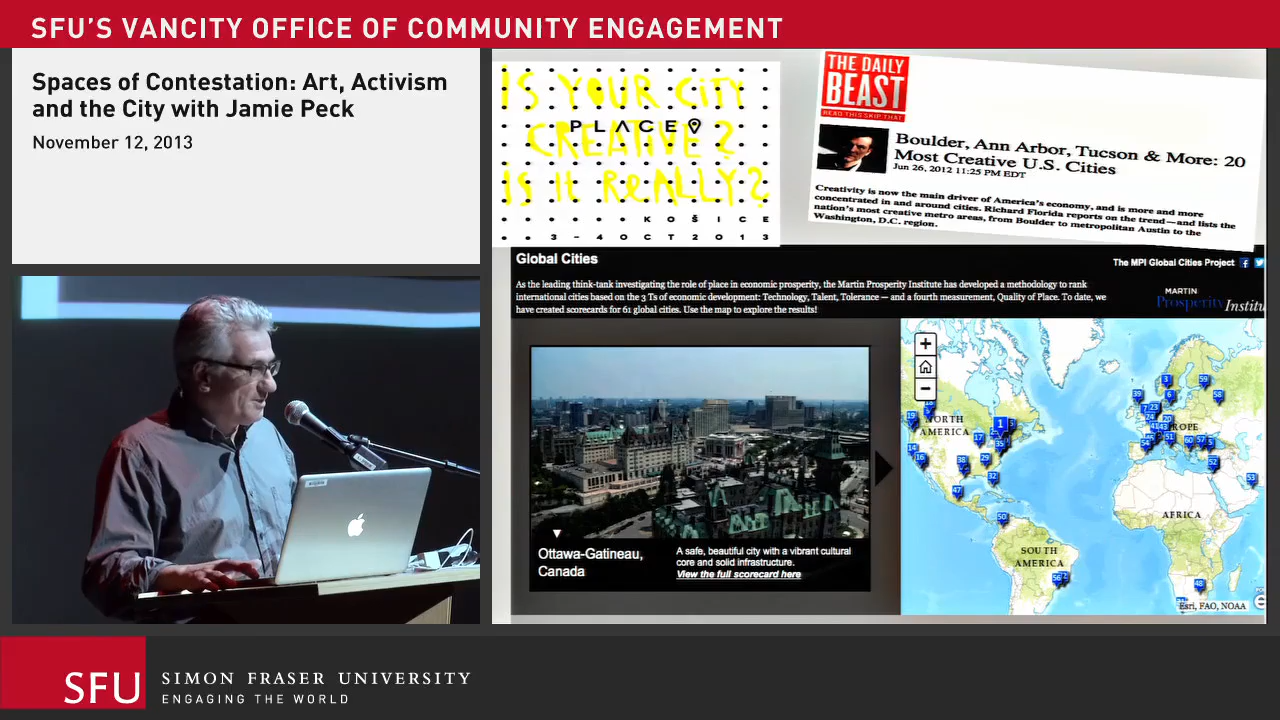 SFU'S VANCITY OFFICE OF COMMUNITY ENGAGEMENT
Spaces of Contestation: Art, Activism
and the City with Jamie Peck
November 12, 2013
IS YOUR CITY
PLACE
CREATIVE?
IS IT REALLY?
KOŠICE
3-4 OCT 2013
THE DAILY
BEAST
READ THIS SKIP THAT
Boulder, Ann Arbor, Tucson & More: 20
Most Creative U.S. Cities
Jun 26, 2012 11:25 PM EDT
Creativity is now the main driver of America's economy, and is more and more
concentrated in and around cities. Richard Florida reports on the trend—and lists the
nation's most creative metro areas, from Boulder to metropolitan Austin to the
Washington, D.C. region.
Global Cities
The MPI Global Cities Project
As the leading think-tank investigating the role of place in economic prosperity, the Martin Prosperity Institute has developed a methodology to rank
international cities based on the 3 Ts of economic development: Technology, Talent, Tolerance — and a fourth measurement, Quality of Place. To date, we
have created scorecards for 61 global cities. Use the map to explore the results!
MARTIN
Prosperity Institu
Ottawa-Gatineau,
Canada
A safe, beautiful city with a vibrant cultural
core and solid infrastructure.
View the full scorecard here
NORTH
AMERICA
AFRICA
SOUTH
AMERICA
Esri, FAO, NOAA
SFU
SIMON FRASER UNIVERSITY
ENGAGING THE WORLD